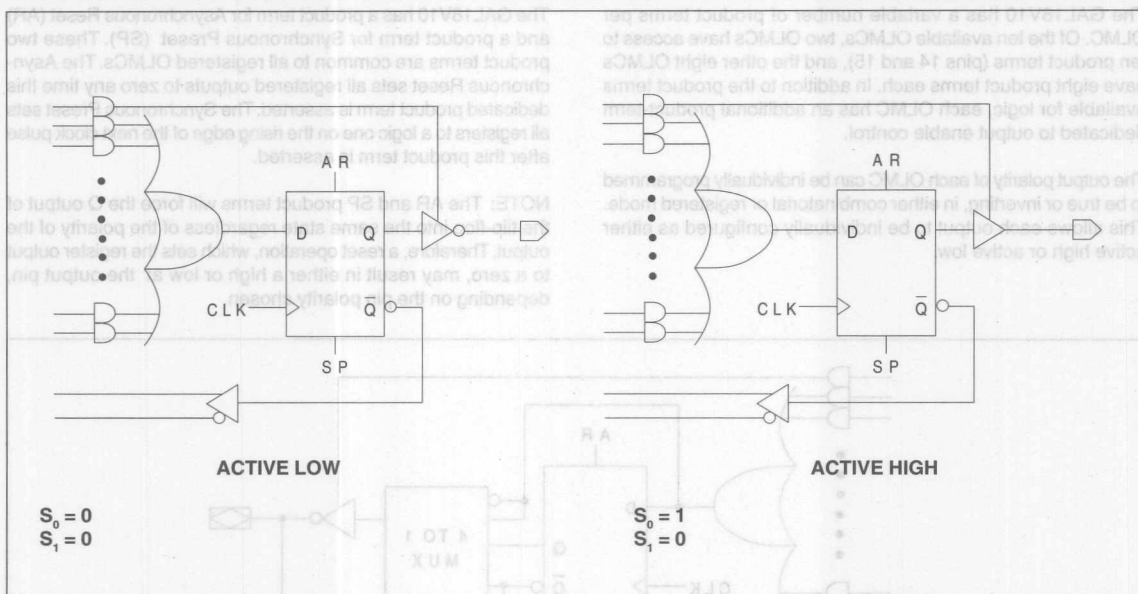 The GAL18V10 has a product term for Asynchronous Reset (AR)
and a product term for Synchronous Preset (SP). These two
product terms are common to all registered OLMCs. The Asyn-
chronous Reset sets all registered outputs to zero any time this
dedicated product term is asserted. The Synchronous Preset sets
all registers to a logic one on the rising edge of the next clock pulse
after this product term is asserted.
NOTE: The AR and SP product terms will force the Q output of
the flip-flop into the same state regardless of the polarity of the
output. Therefore, a reset operation, which sets the register output
to a zero, may result in either a high or low at the output pin,
depending on the pin polarity chosen.
The GAL18V10 has a variable number of product terms per
OLMC. Of the ten available OLMCs, two OLMCs have access to
ten product terms (pins 14 and 15), and the other eight OLMCs
have eight product terms each. In addition to the product terms
available for logic, each OLMC has an additional product-term
dedicated to output enable control.
The output polarity of each OLMC can be individually programmed
to be true or inverting, in either combinatorial or registered mode.
This allows each output to be individually configured as either
active high or active low.
AR
D Q
CLK
Q
SP
ACTIVE LOW
S₀ = 0
S₁ = 0
AR
D Q
CLK
Q̅
SP
ACTIVE HIGH
S₀ = 1
S₁ = 0
AR
D
4 TO 1
MUX
Q
Q̅
CLK